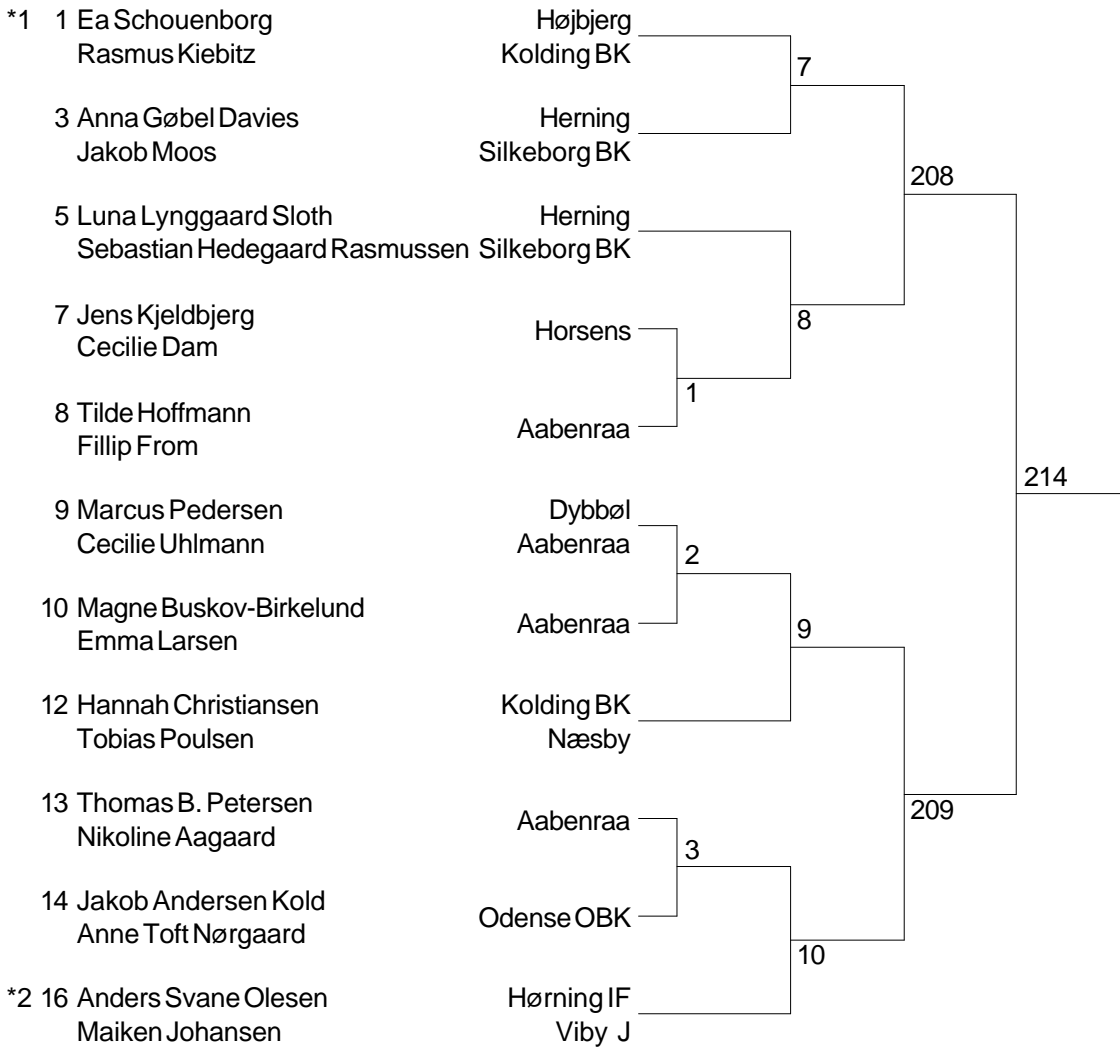 *1 1 Ea Schouenborg Højbjerg
Rasmus Kiebitz Kolding BK
7
3 Anna Gøbel Davies Herning
Jakob Moos Silkeborg BK
208
5 Luna Lynggaard Sloth Herning
Sebastian Hedegaard Rasmussen Silkeborg BK
7 Jens Kjeldbjerg Horsens
Cecilie Dam
8
1
8 Tilde Hoffmann Aabenraa
Fillip From
214
9 Marcus Pedersen Dybbøl
Cecilie Uhlmann Aabenraa
2
10 Magne Buskov-Birkelund Aabenraa
Emma Larsen
9
12 Hannah Christiansen Kolding BK
Tobias Poulsen Næsby
13 Thomas B. Petersen Aabenraa
Nikoline Aagaard
209
3
14 Jakob Andersen Kold Odense OBK
Anne Toft Nørgaard
10
*2 16 Anders Svane Olesen Hørning IF
Maiken Johansen Viby J